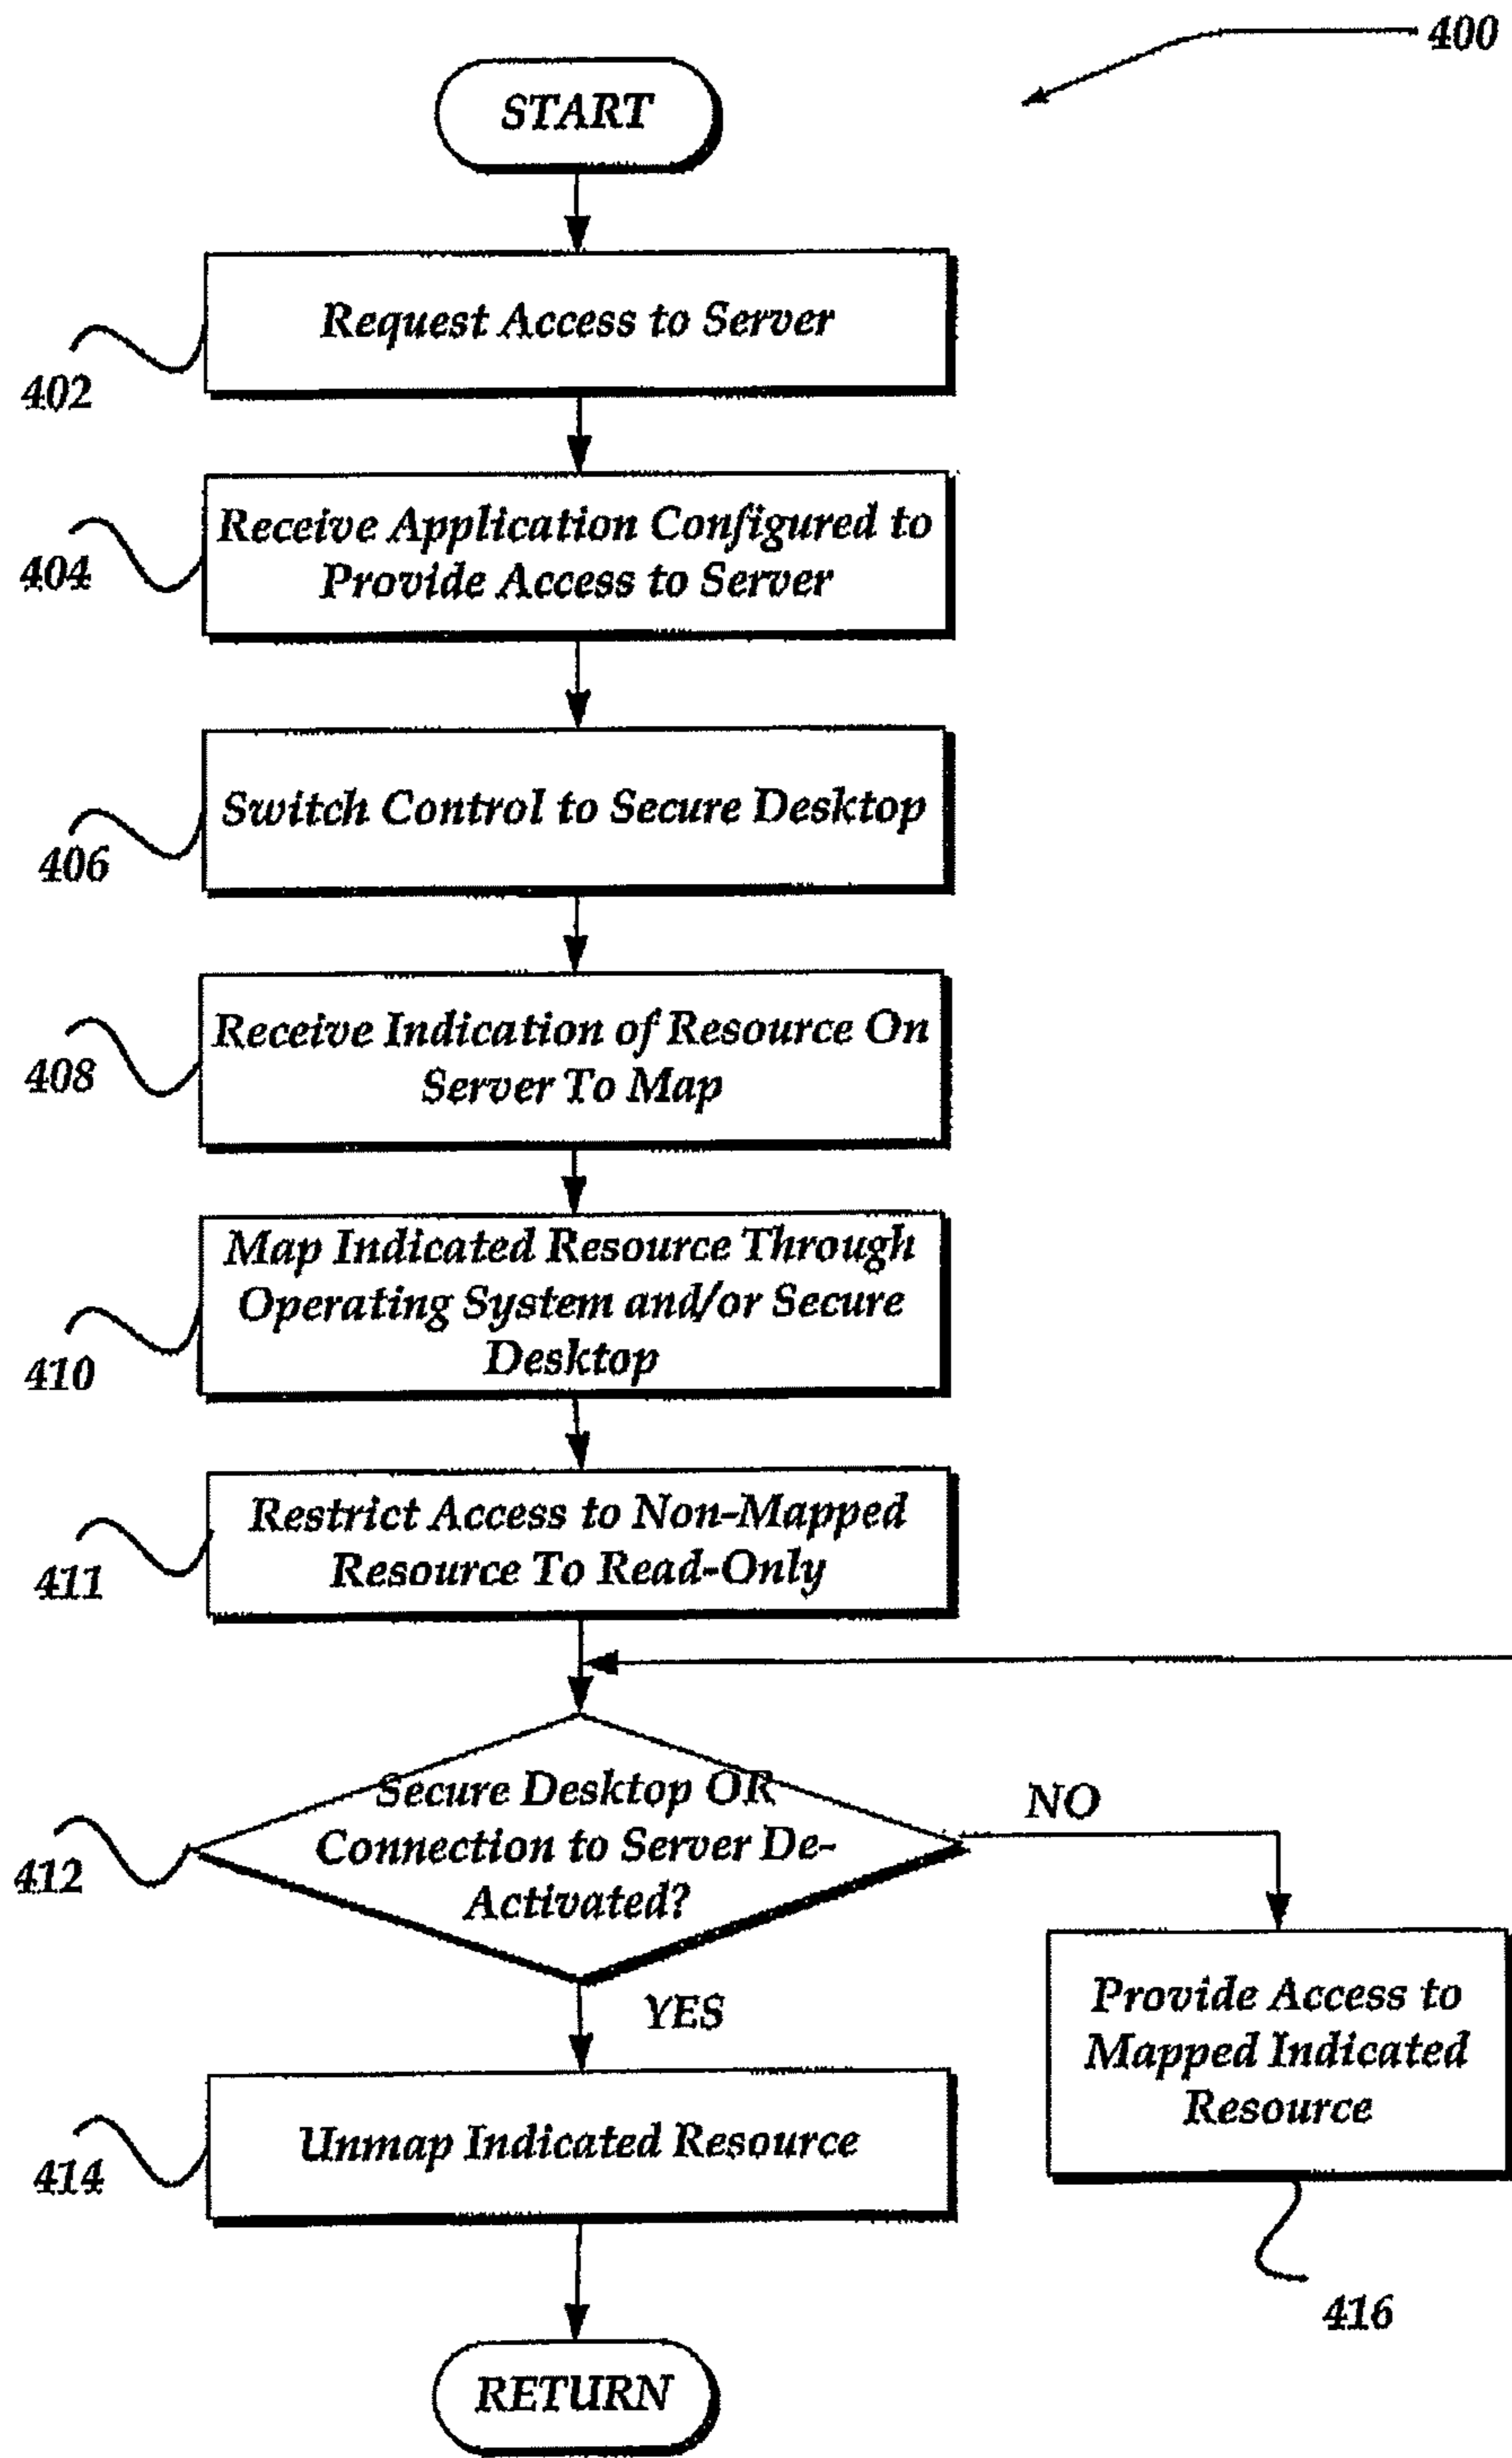 400
START
Request Access to Server
402
Receive Application Configured to
Provide Access to Server
404
Switch Control to Secure Desktop
406
Receive Indication of Resource On
Server To Map
408
Map Indicated Resource Through
Operating System and/or Secure
Desktop
410
Restrict Access to Non-Mapped
Resource To Read-Only
411
Secure Desktop OR
Connection to Server De-
Activated?
412
NO
YES
Provide Access to
Mapped Indicated
Resource
416
Unmap Indicated Resource
414
RETURN